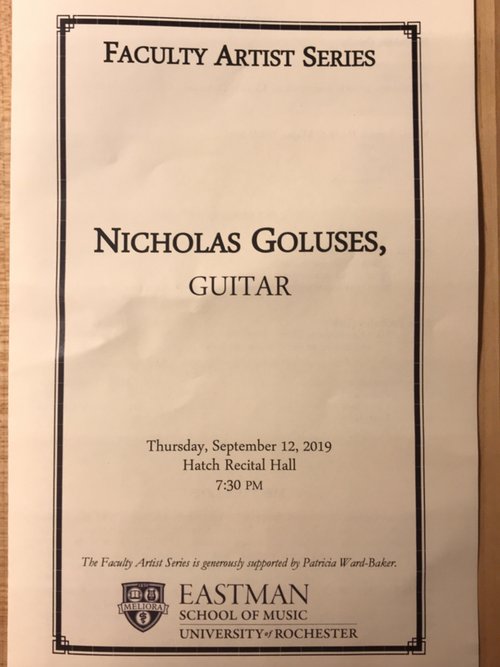 FACULTY ARTIST SERIES
NICHOLAS GOLUSES,
GUITAR
Thursday, September 12, 2019
Hatch Recital Hall
7:30 PM
The Faculty Artist Series is generously supported by Patricia Ward-Baker.
MELIORA
EASTMAN
SCHOOL OF MUSIC
UNIVERSITY of ROCHESTER